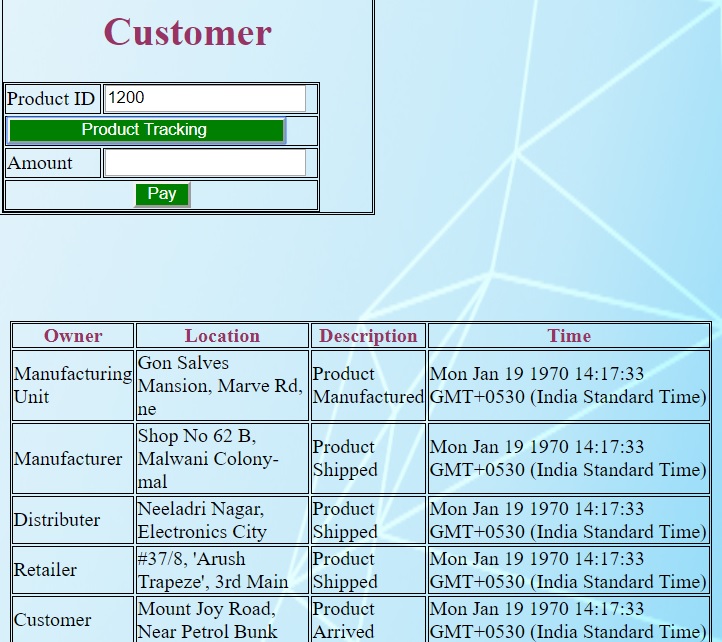 Customer
Product ID 1200
Product Tracking
Amount
Pay
Owner Location Description Time
Manufacturing Unit Gon Salves Mansion, Marve Rd, ne Product Manufactured Mon Jan 19 1970 14:17:33 GMT+0530 (India Standard Time)
Manufacturer Shop No 62 B, Malwani Colony-mal Product Shipped Mon Jan 19 1970 14:17:33 GMT+0530 (India Standard Time)
Distributer Neeladri Nagar, Electronics City Product Shipped Mon Jan 19 1970 14:17:33 GMT+0530 (India Standard Time)
Retailer #37/8, 'Arush Trapeze', 3rd Main Product Shipped Mon Jan 19 1970 14:17:33 GMT+0530 (India Standard Time)
Customer Mount Joy Road, Near Petrol Bunk Product Arrived Mon Jan 19 1970 14:17:33 GMT+0530 (India Standard Time)